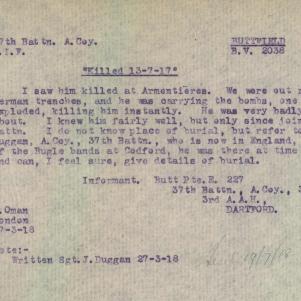 7th Battn. A.Coy. BUTTFIELD
.I.F. B.V. 2038
"Killed 13-7-17"
I saw him killed at Armentières. We were out
erman trenches, and he was carrying the bombs, one
xploded, killing him instantly. He was very badly
bout. I knew him fairly well, but only since join
attn. I do not know place of burial, but refer to
uggan, A.Coy., 37th Battn., who is now in England,
f the Bugle bands at Codford, he was there at time
nd can, I feel sure, give details of burial.
Informant. Butt Pte.E. 227
37th Battn., A.Coy.,
3rd A.A.H.,
DARTFORD.
.Oman
ondon
7-3-18
ote:-
Written Sgt.J.Duggan 27-3-18